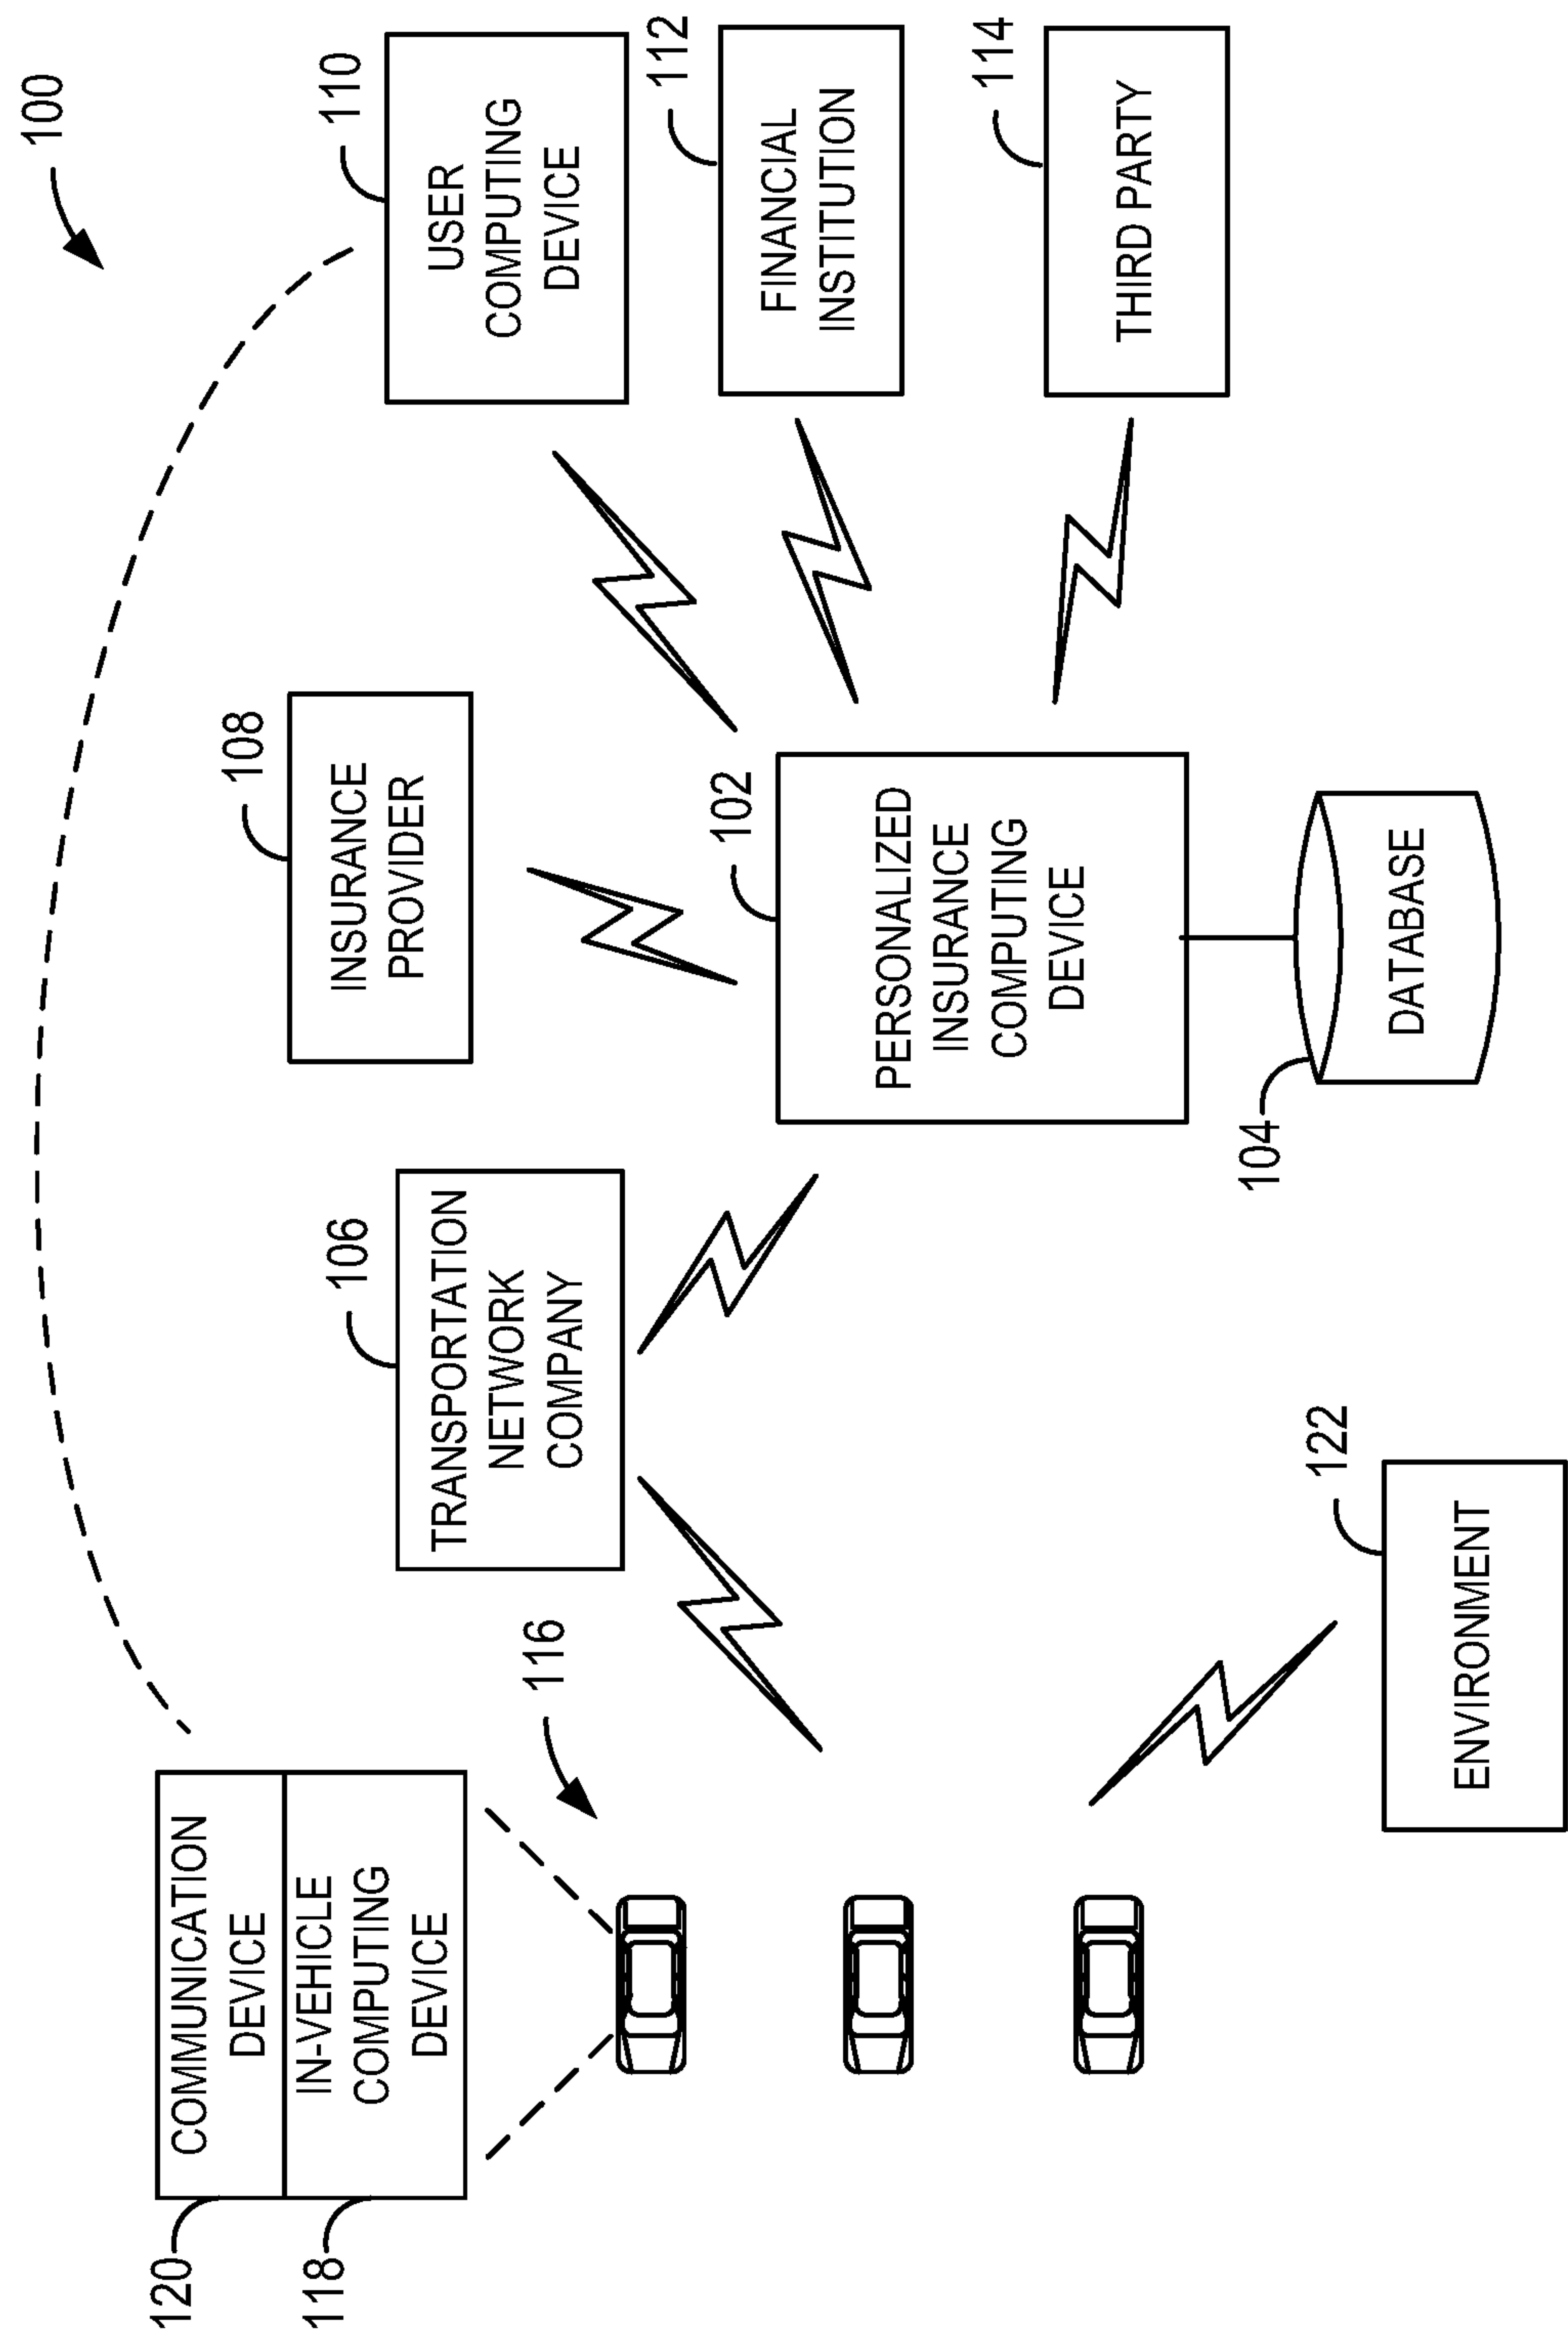 100
120
COMMUNICATION
DEVICE
118
IN-VEHICLE
COMPUTING
DEVICE
116
106
TRANSPORTATION
NETWORK
COMPANY
108
INSURANCE
PROVIDER
110
USER
COMPUTING
DEVICE
112
FINANCIAL
INSTITUTION
114
THIRD PARTY
102
PERSONALIZED
INSURANCE
COMPUTING
DEVICE
104
DATABASE
122
ENVIRONMENT